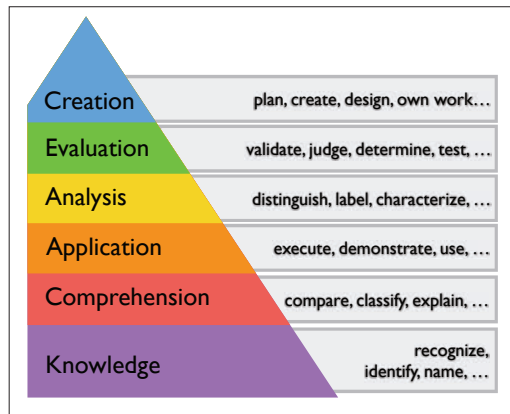 Creation
plan, create, design, own work…
Evaluation
validate, judge, determine, test, …
Analysis
distinguish, label, characterize, …
Application
execute, demonstrate, use, …
Comprehension
compare, classify, explain, …
Knowledge
recognize,
identify, name, …